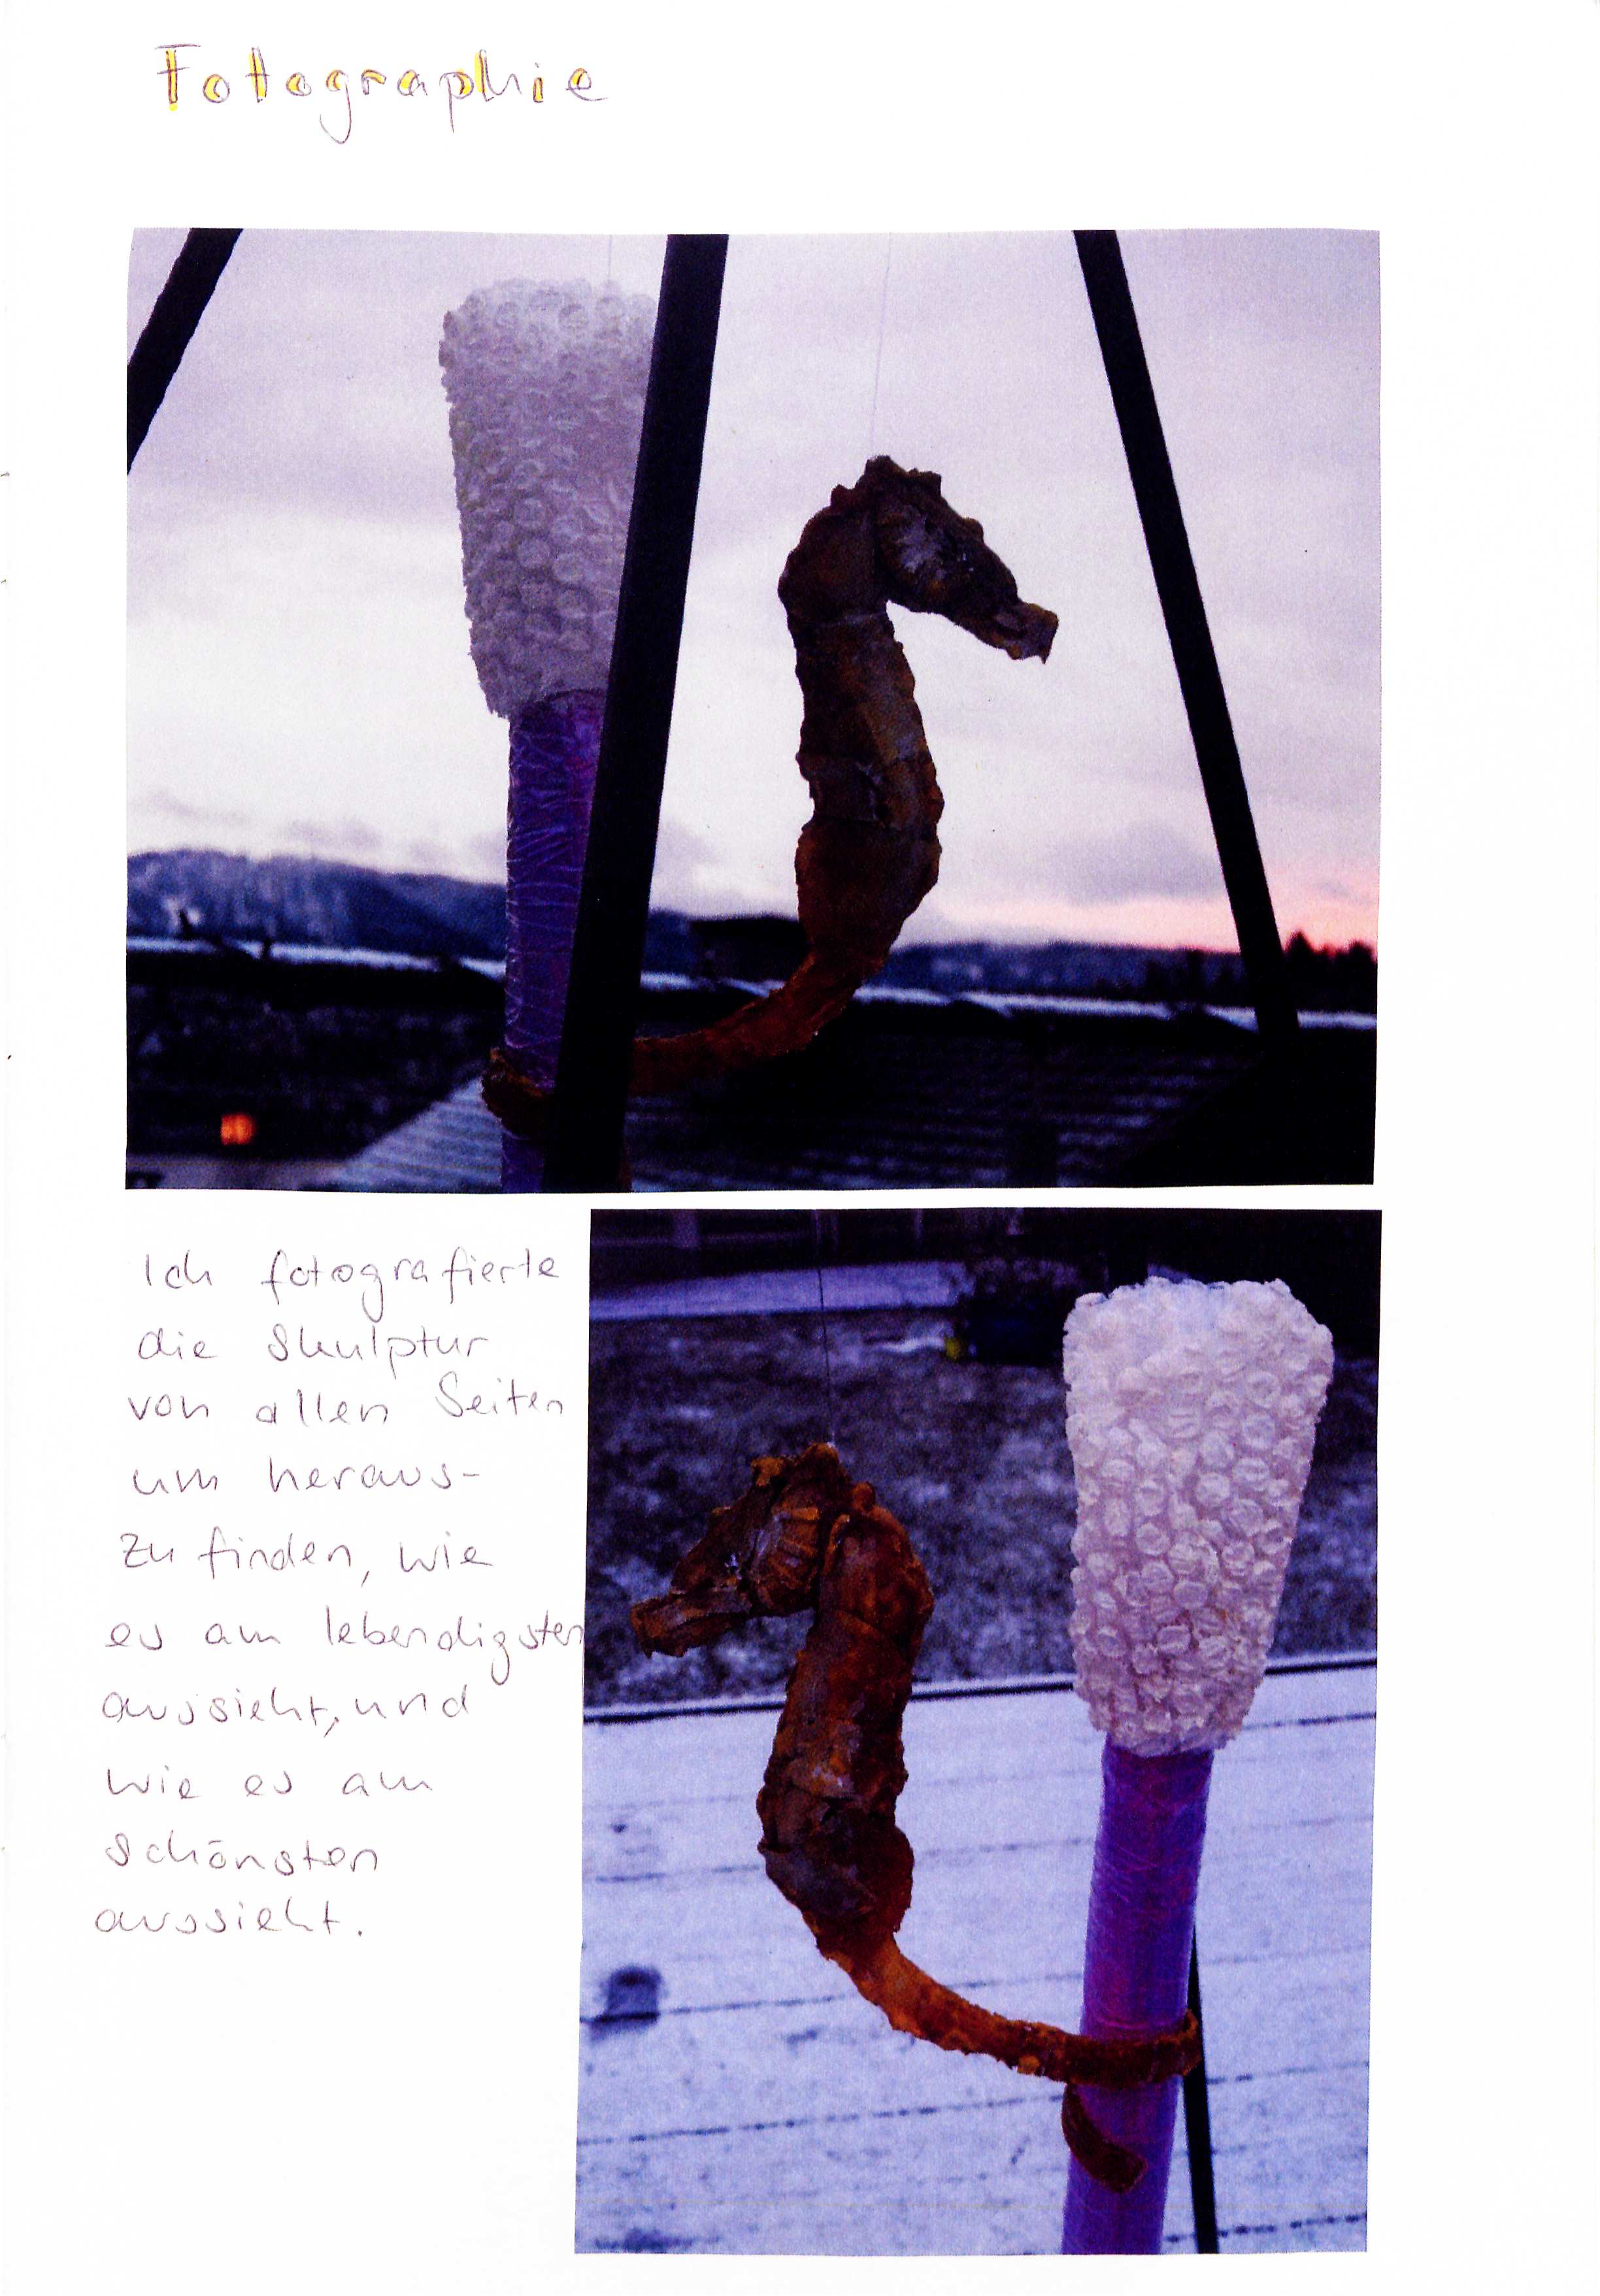 Fotographie
Ich fotografierte
die Skulptur
von allen Seiten
um heraus-
zu finden, wie
es am lebendigsten
aussieht, und
wie es am
schönsten
aussieht.